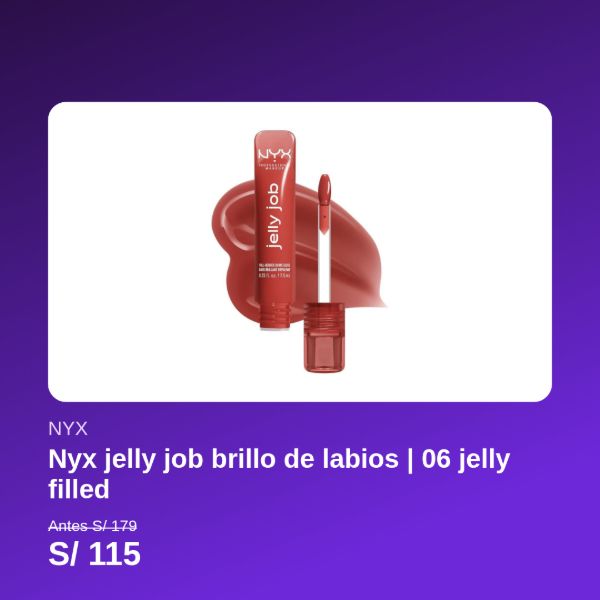 NYX
jelly job
NYX
Nyx jelly job brillo de labios | 06 jelly
filled
Antes S/ 179
S/ 115